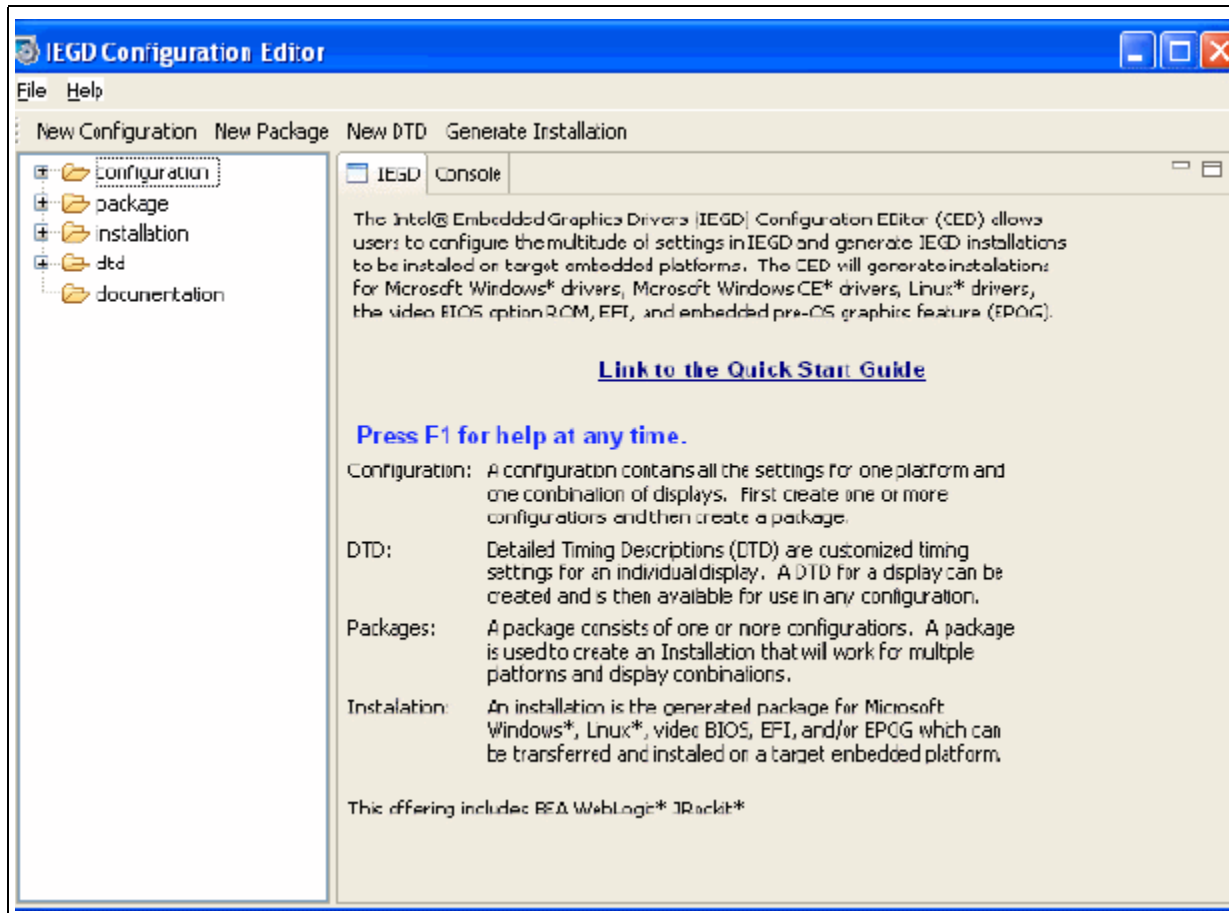 IEGD Configuration Editor
File Help
New Configuration New Package New DTD Generate Installation
configuration
package
installation
dtd
documentation
IEGD Console
The Intel® Embedded Graphics Drivers (IEGD) Configuration EDitor (CED) allows
users to configure the multitude of settings in IEGD and generate IEGD installations
to be installed on target embedded platforms. The CED will generate installations
for Microsoft Windows* drivers, Microsoft Windows CE* drivers, Linux* drivers,
the video BIOS option ROM, EFI, and embedded pre-OS graphics feature (EPOG).
Link to the Quick Start Guide
Press F1 for help at any time.
Configuration: A configuration contains all the settings for one platform and
one combination of displays. First create one or more
configurations and then create a package.
DTD: Detailed Timing Descriptions (DTD) are customized timing
settings for an individual display. A DTD for a display can be
created and is then available for use in any configuration.
Packages: A package consists of one or more configurations. A package
is used to create an Installation that will work for multiple
platforms and display combinations.
Installation: An installation is the generated package for Microsoft
Windows*, Linux*, video BIOS, EFI, and/or EPOG which can
be transferred and installed on a target embedded platform.
This offering includes BEA WebLogic* JRockit*